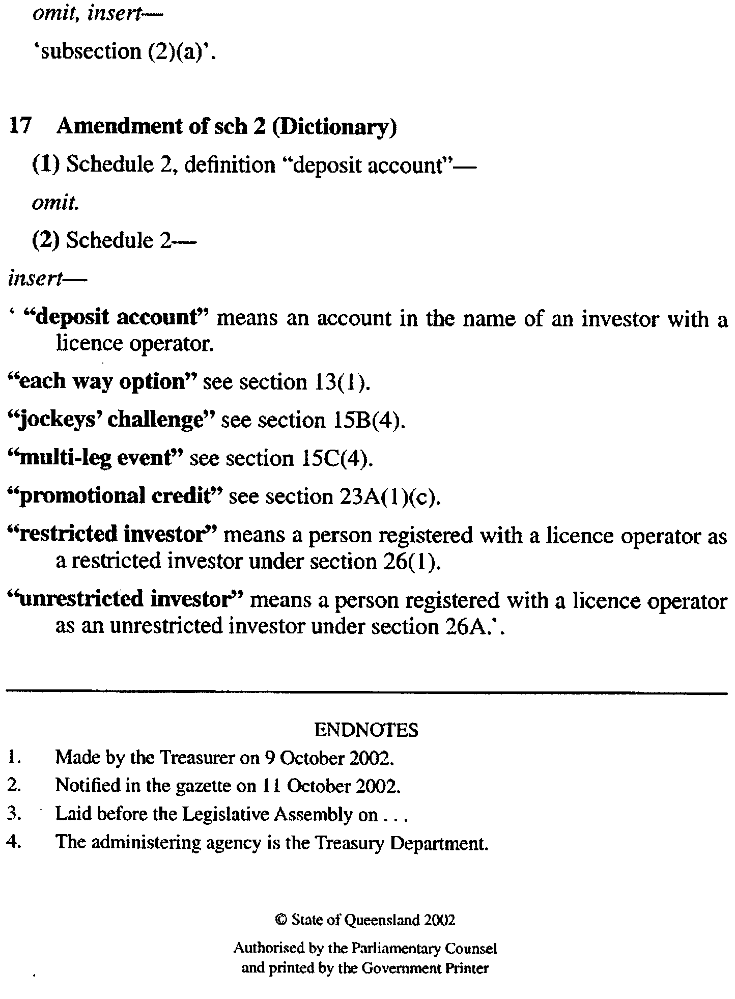 omit, insert—
‘subsection (2)(a)’.
17 Amendment of sch 2 (Dictionary)
(1) Schedule 2, definition “deposit account”—
omit.
(2) Schedule 2—
insert—
‘ “deposit account” means an account in the name of an investor with a
licence operator.
“each way option” see section 13(1).
“jockeys’ challenge” see section 15B(4).
“multi-leg event” see section 15C(4).
“promotional credit” see section 23A(1)(c).
“restricted investor” means a person registered with a licence operator as
a restricted investor under section 26(1).
“unrestricted investor” means a person registered with a licence operator
as an unrestricted investor under section 26A.’.
ENDNOTES
1. Made by the Treasurer on 9 October 2002.
2. Notified in the gazette on 11 October 2002.
3. Laid before the Legislative Assembly on . . .
4. The administering agency is the Treasury Department.
© State of Queensland 2002
Authorised by the Parliamentary Counsel
and printed by the Government Printer